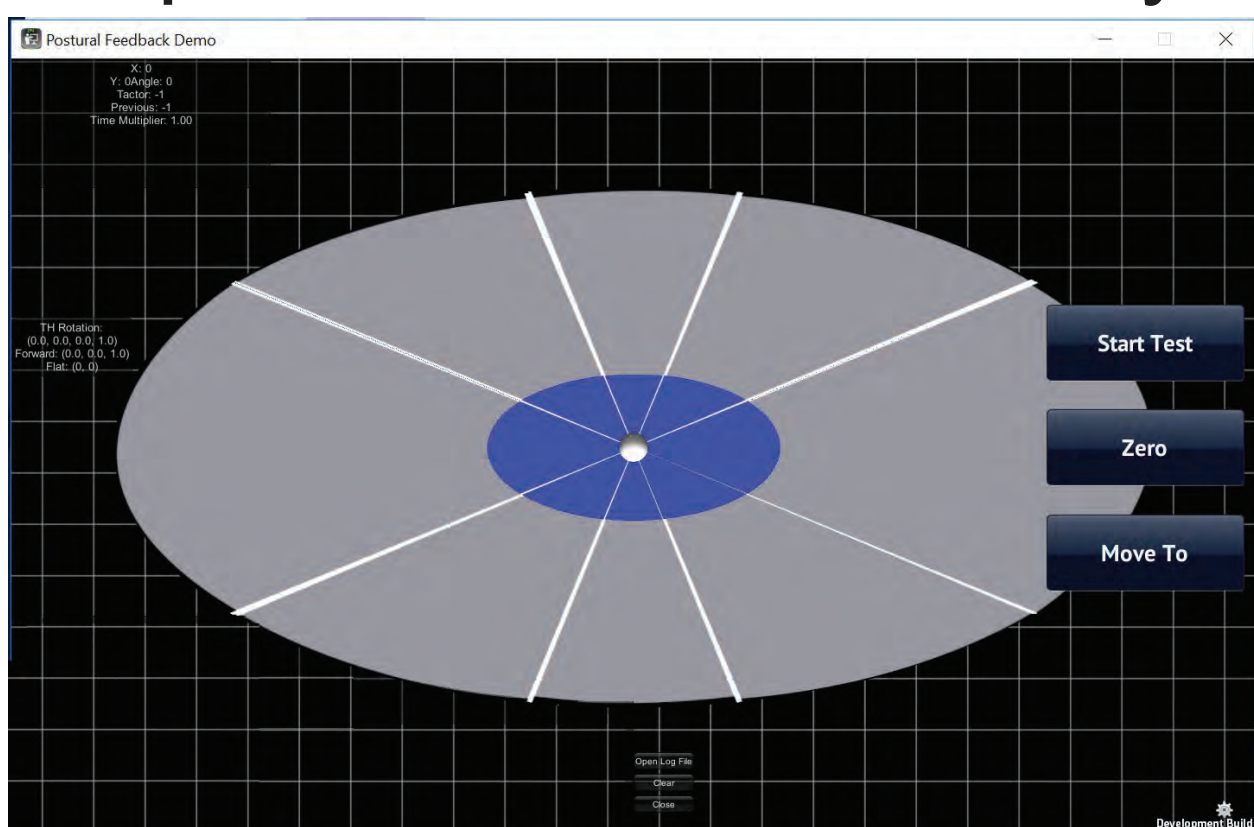 Postural Feedback Demo
X: 0
Y: 0Angle: 0
Tactor: -1
Previous: -1
Time Multiplier: 1.00
TH Rotation:
(0.0, 0.0, 0.0, 1.0)
Forward: (0.0, 0.0, 1.0)
Flat: (0, 0)
Start Test
Zero
Move To
Open Log File
Clear
Close
Development Build